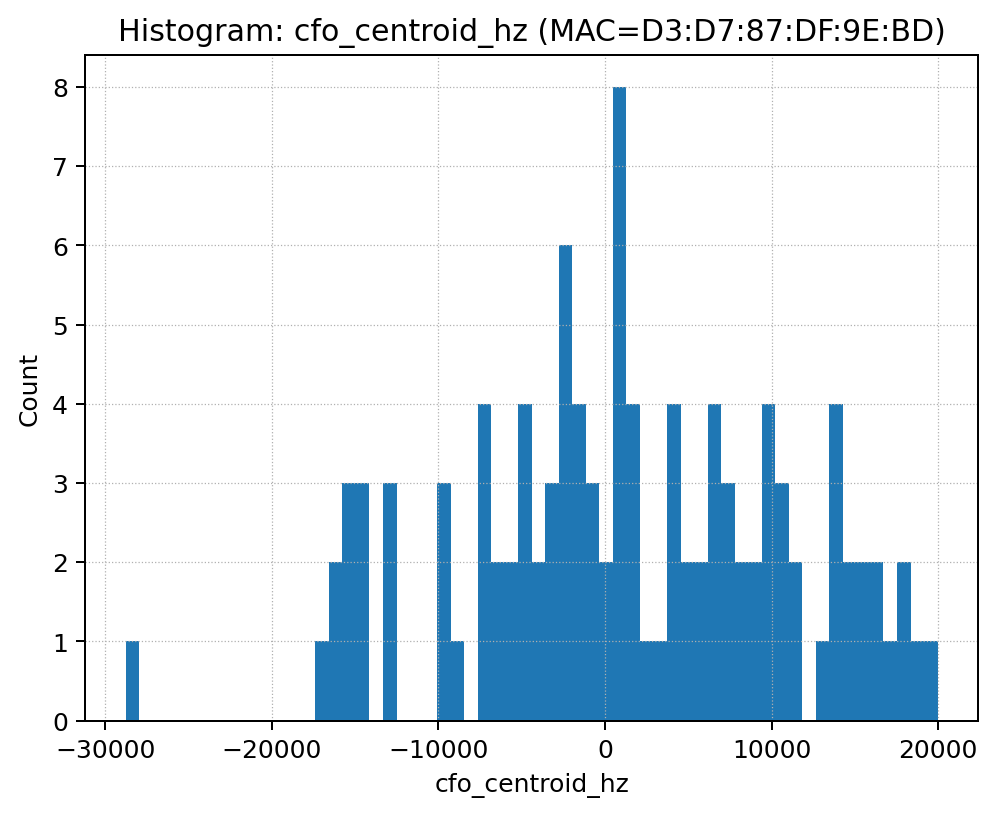 Histogram: cfo_centroid_hz (MAC=D3:D7:87:DF:9E:BD)
8
7
6
5
4
3
2
1
0
Count
−30000 −20000 −10000 0 10000 20000
cfo_centroid_hz